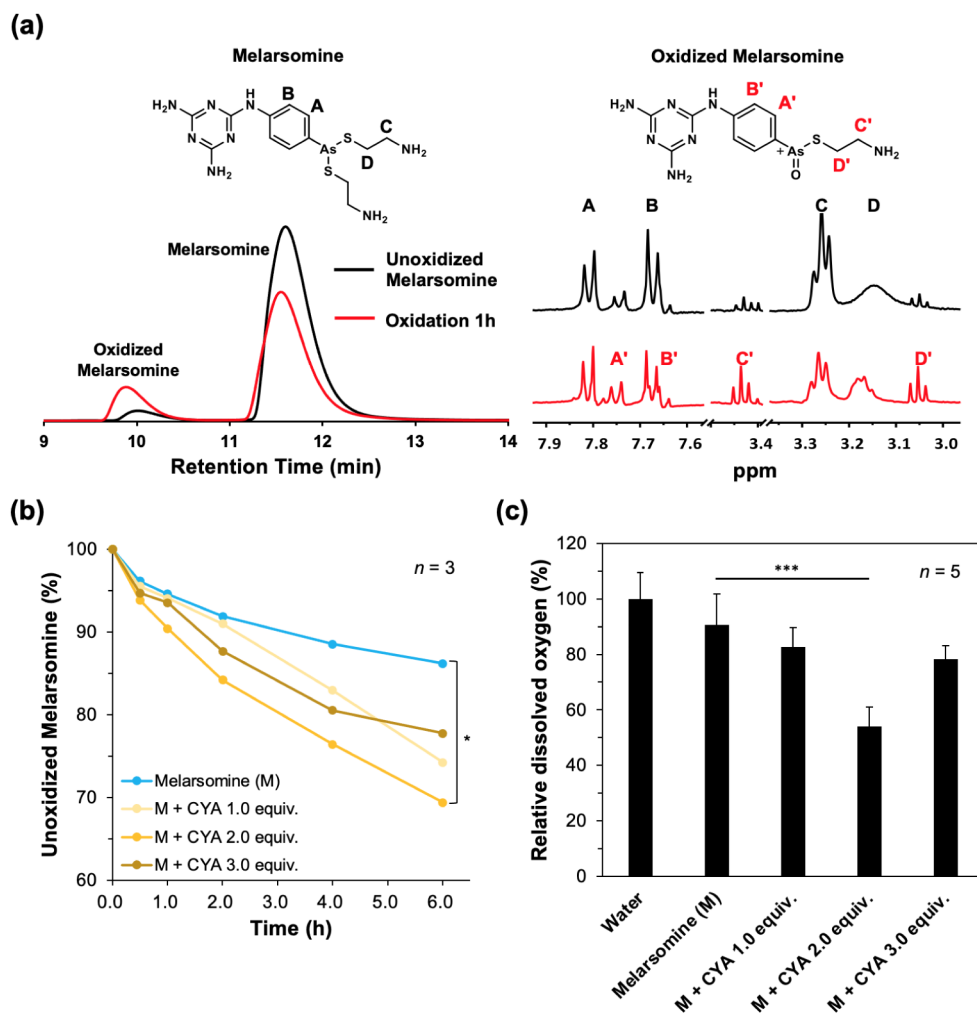 (a)
Melarsomine
Oxidized Melarsomine
H
N
B
A
NH2
N
N
N
NH2
S
C
As
D
NH2
S
NH2
H
N
B'
A'
NH2
N
N
N
NH2
S
C'
+
As
D'
NH2
O
Melarsomine
Unoxidized
Melarsomine
Oxidation 1h
Oxidized
Melarsomine
9 10 11 12 13 14
Retention Time (min)
A B C D
A' B' C' D'
7.9 7.8 7.7 7.6 3.4 3.3 3.2 3.1 3.0
ppm
(b)
n = 3
Unoxidized Melarsomine (%)
100
90
80
70
60
Melarsomine (M)
M + CYA 1.0 equiv.
M + CYA 2.0 equiv.
M + CYA 3.0 equiv.
*
0.0 1.0 2.0 3.0 4.0 5.0 6.0
Time (h)
(c)
n = 5
***
Relative dissolved oxygen (%)
120
100
80
60
40
20
0
Water
Melarsomine (M)
M + CYA 1.0 equiv.
M + CYA 2.0 equiv.
M + CYA 3.0 equiv.